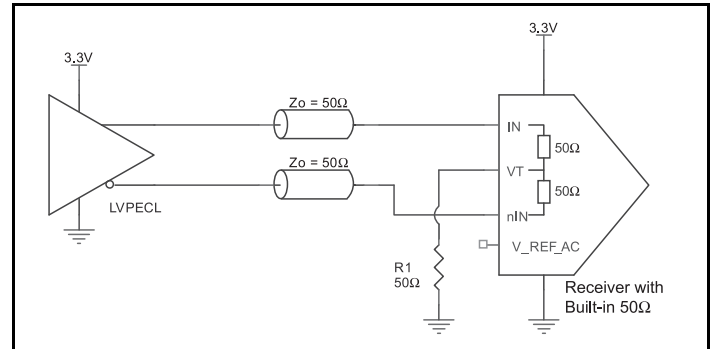 3.3V
3.3V
Zo = 50Ω
IN
50Ω
Zo = 50Ω
VT
50Ω
LVPECL
nIN
V_REF_AC
R1
50Ω
Receiver with
Built-in 50Ω